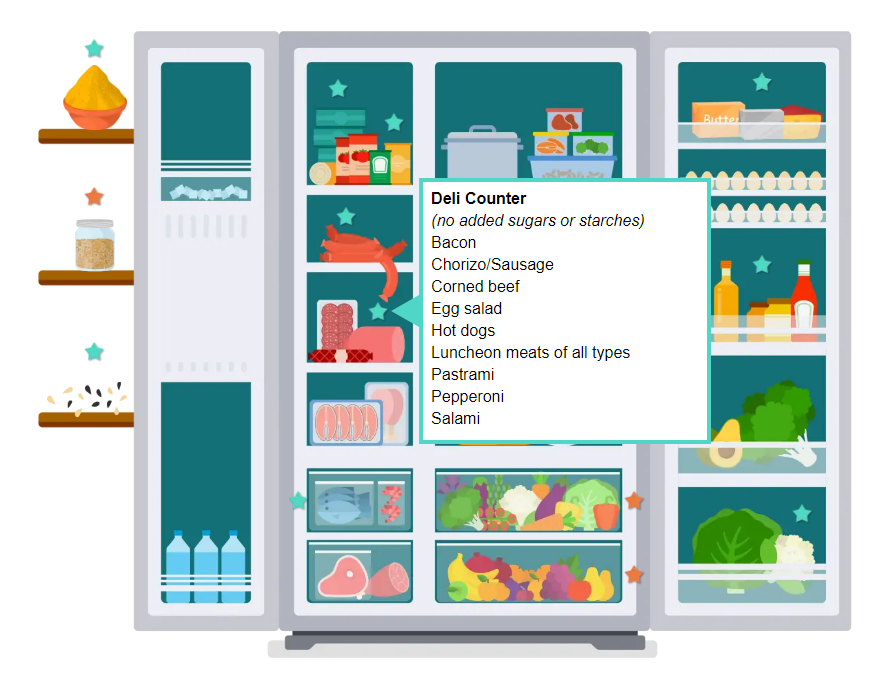 Butter
Deli Counter
(no added sugars or starches)
Bacon
Chorizo/Sausage
Corned beef
Egg salad
Hot dogs
Luncheon meats of all types
Pastrami
Pepperoni
Salami